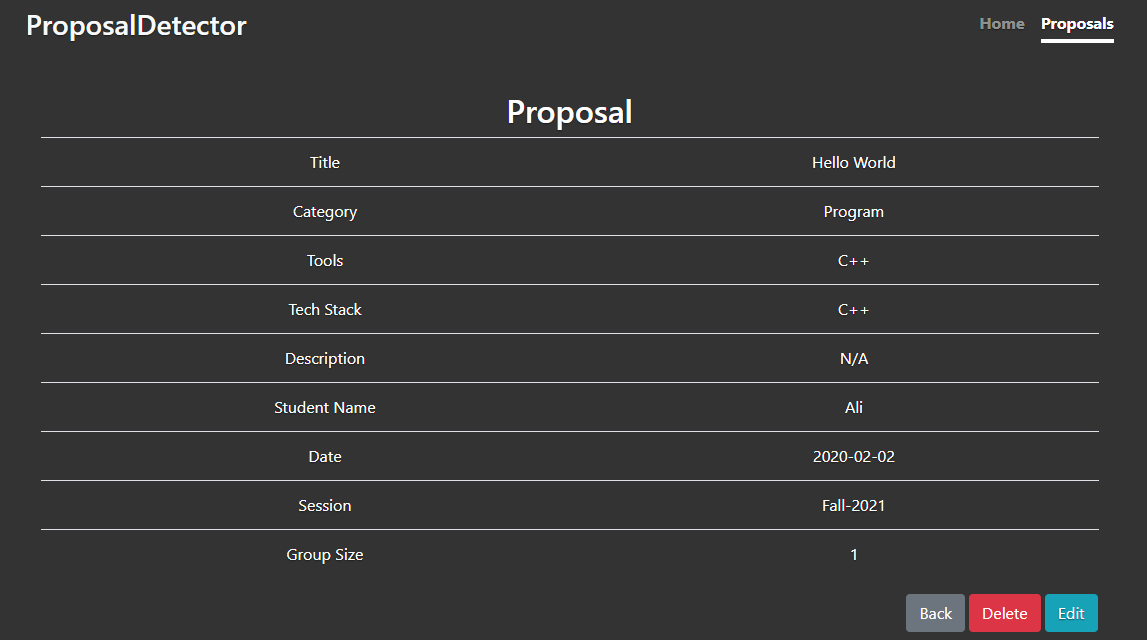 ProposalDetector Home Proposals
Proposal
Title Hello World
Category Program
Tools C++
Tech Stack C++
Description N/A
Student Name Ali
Date 2020-02-02
Session Fall-2021
Group Size 1
Back Delete Edit